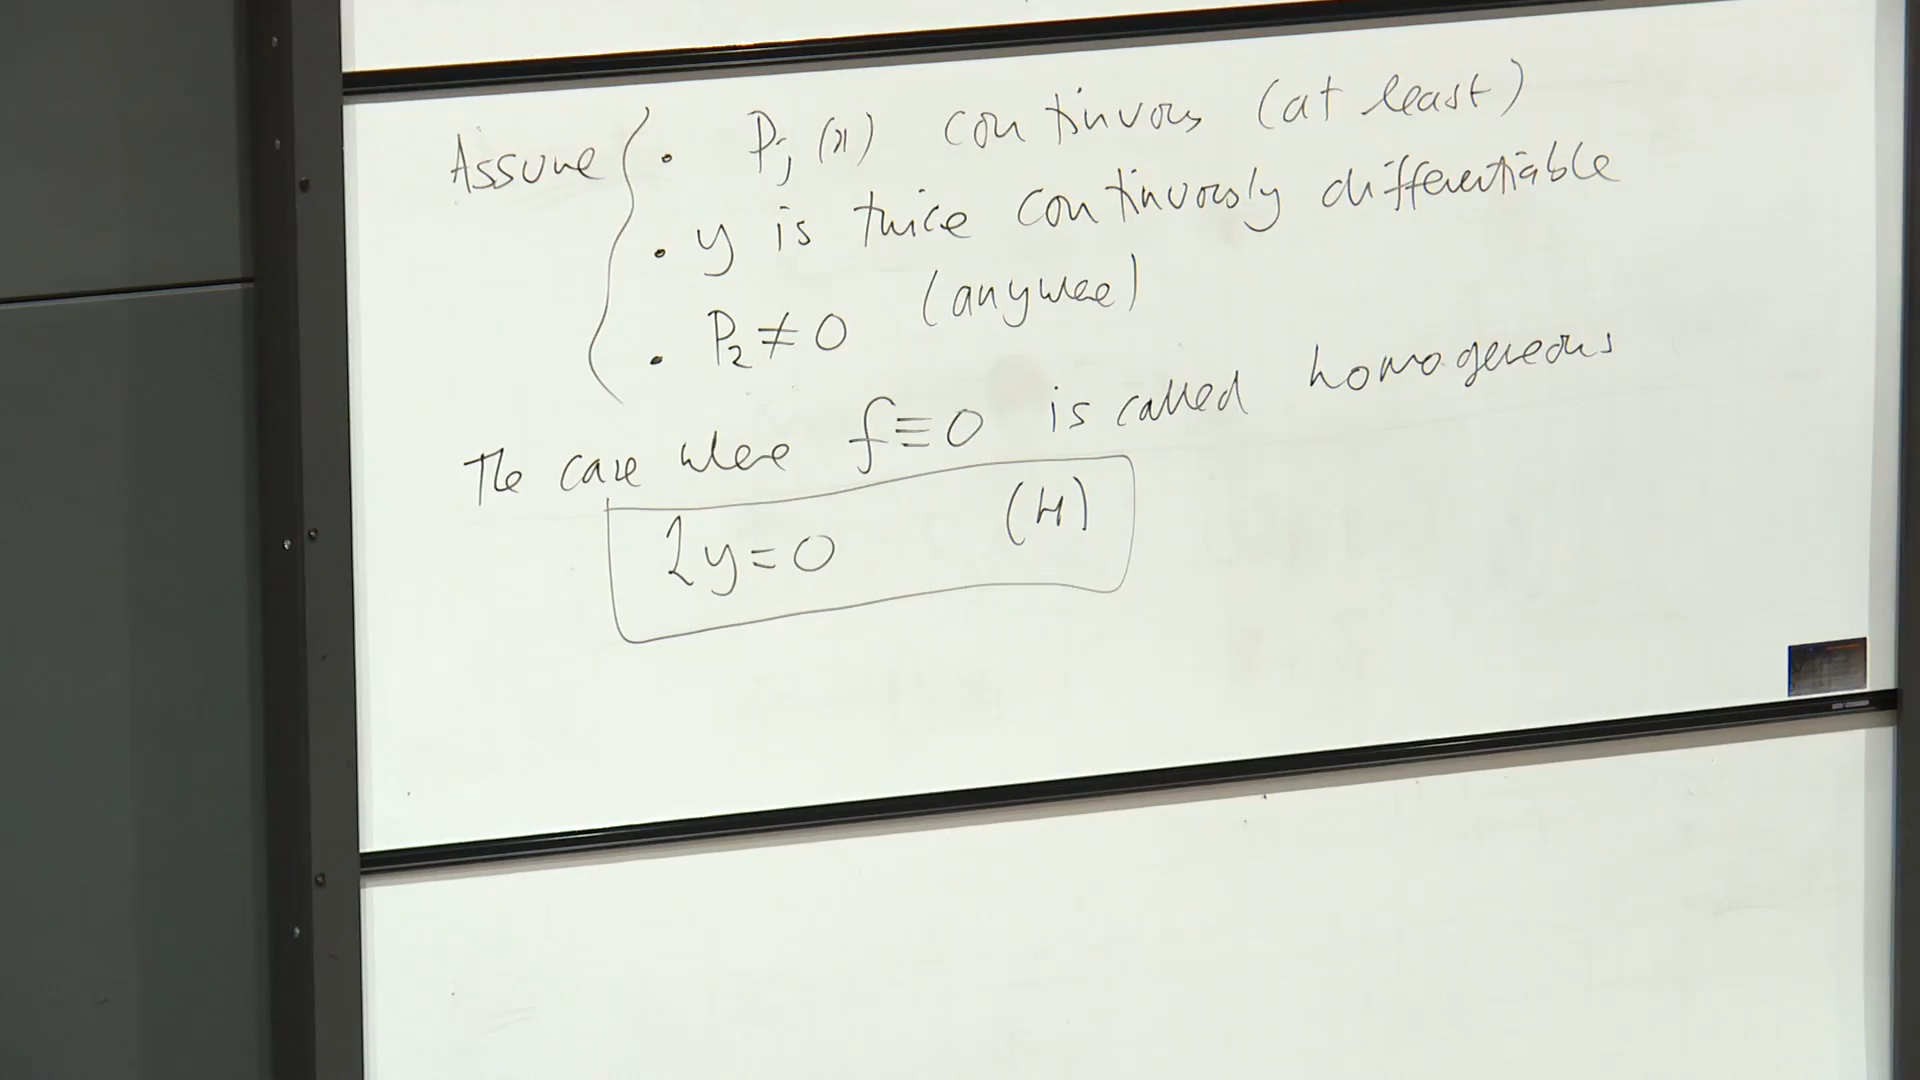 Assume { • P_j(x) continuous (at least)
• y is twice continuously differentiable
• P_2 ≠ 0 (anywhere)
The case where f ≡ 0 is called homogeneous
Ly = 0 (H)